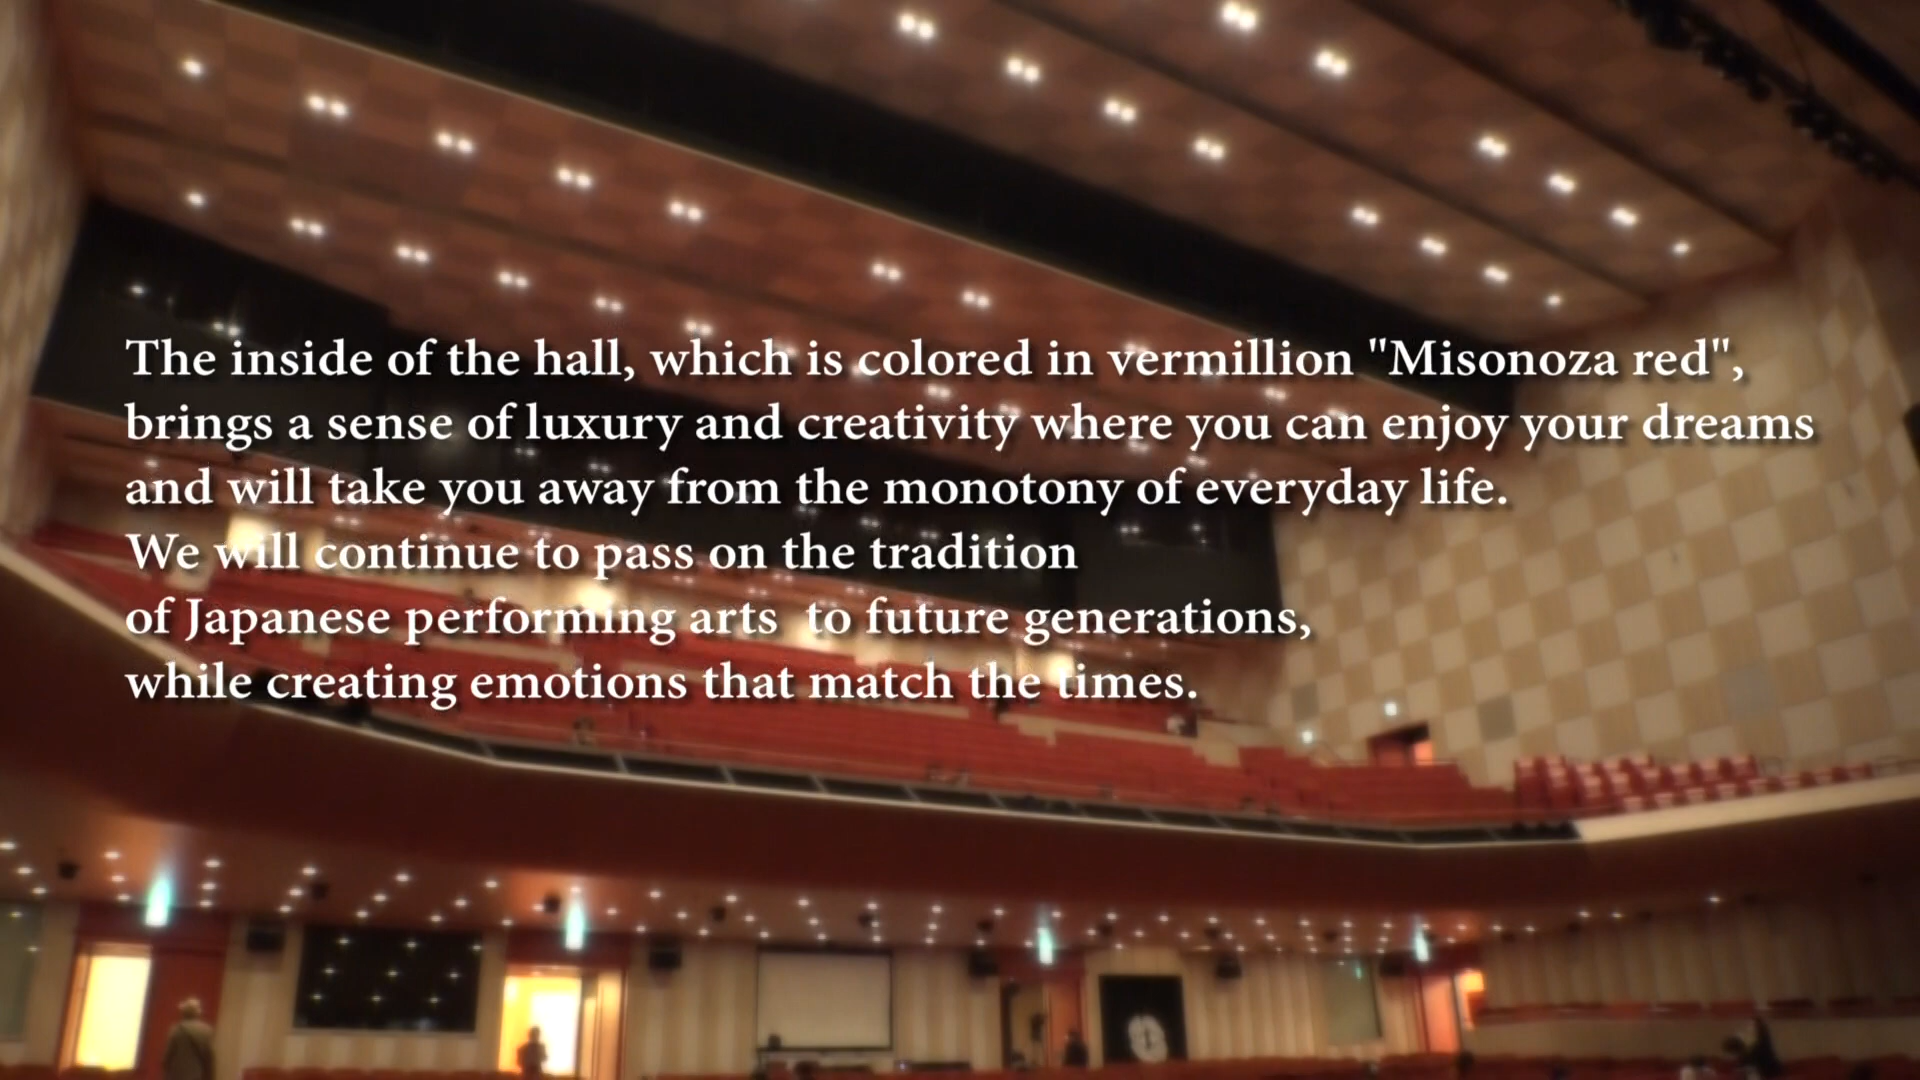 The inside of the hall, which is colored in vermillion "Misonoza red",
brings a sense of luxury and creativity where you can enjoy your dreams
and will take you away from the monotony of everyday life.
We will continue to pass on the tradition
of Japanese performing arts  to future generations,
while creating emotions that match the times.